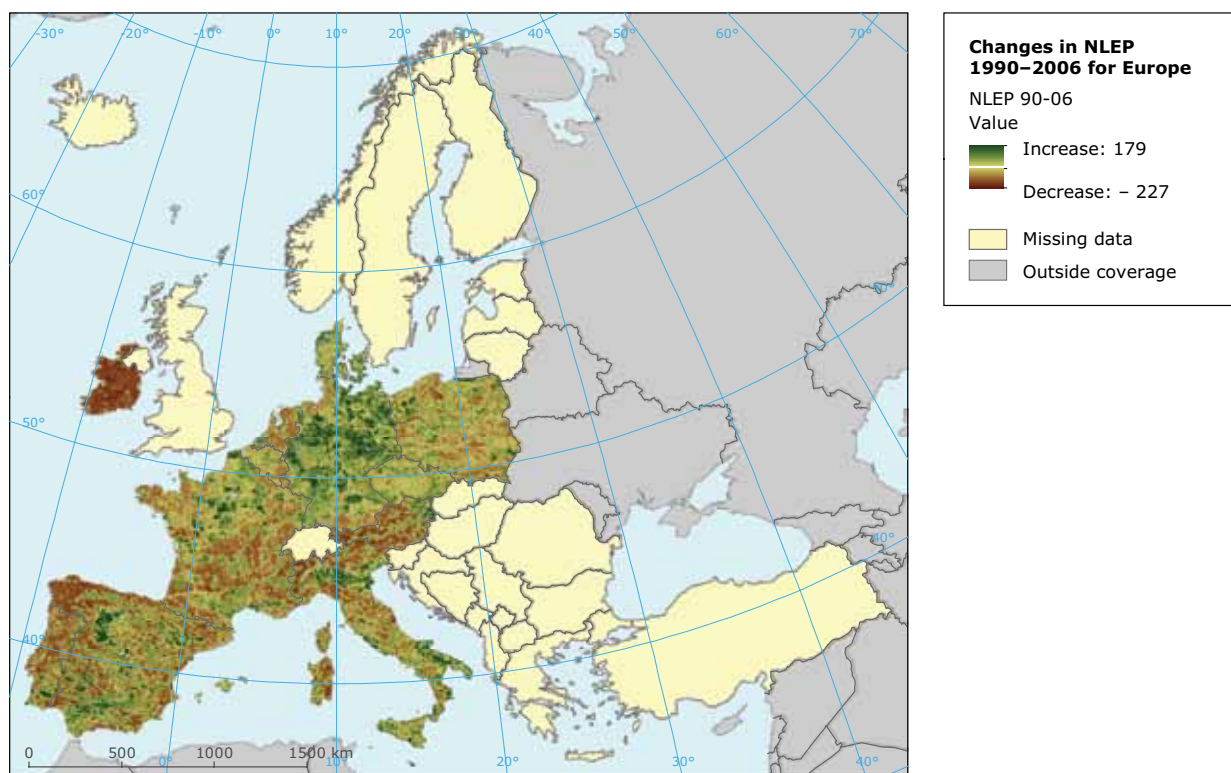 -30°
-20°
-10°
0°
10°
20°
30°
40°
50°
60°
70°
60°
50°
40°
50°
40°
0
500
1000
1500 km
10°
20°
30°
40°
0°
Changes in NLEP
1990–2006 for Europe
NLEP 90-06
Value
Increase: 179
Decrease: – 227
Missing data
Outside coverage